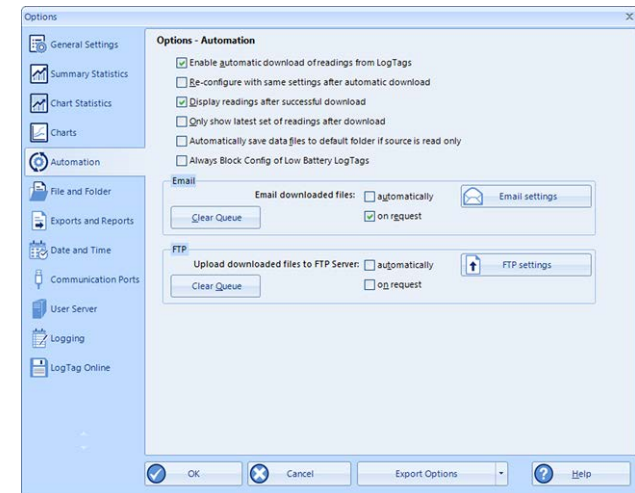 Options
x
General Settings
Summary Statistics
Chart Statistics
Charts
Automation
File and Folder
Exports and Reports
Date and Time
Communication Ports
User Server
Logging
LogTag Online
Options - Automation
Enable automatic download of readings from LogTags
Re-configure with same settings after automatic download
Display readings after successful download
Only show latest set of readings after download
Automatically save data files to default folder if source is read only
Always Block Config of Low Battery LogTags
Email
Email downloaded files: automatically Email settings
Clear Queue on request
FTP
Upload downloaded files to FTP Server: automatically FTP settings
Clear Queue on request
OK Cancel Export Options Help